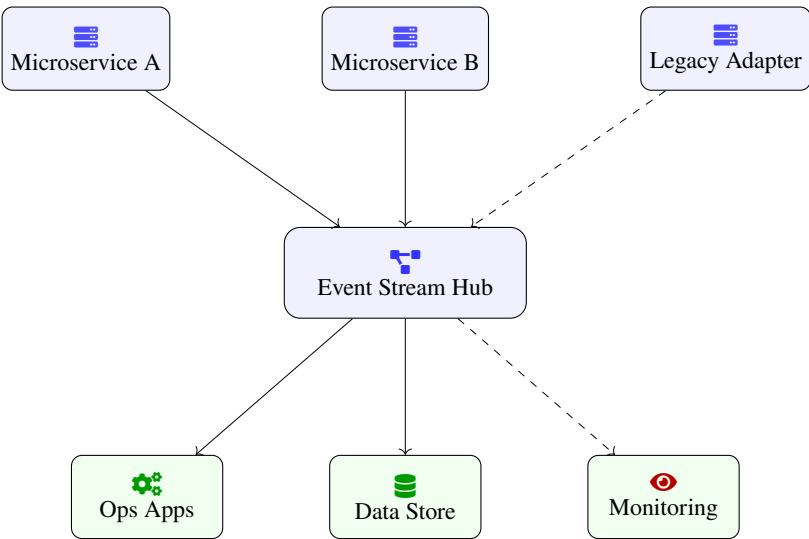 Microservice A
Microservice B
Legacy Adapter
Event Stream Hub
Ops Apps
Data Store
Monitoring